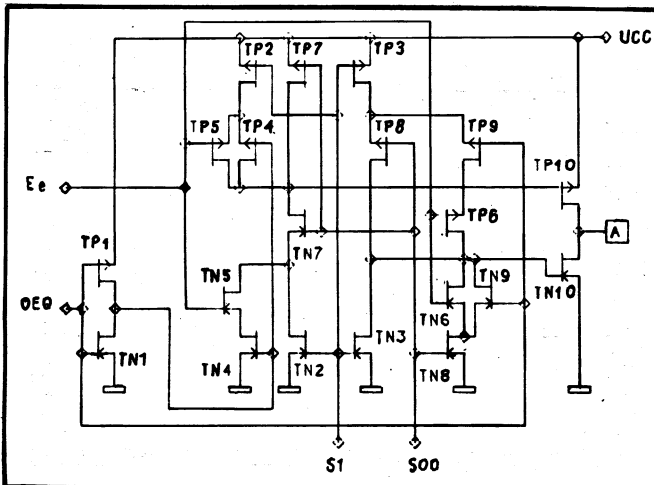 TP2 TP7 TP3 UCC
TP5 TP4 TP8 TP9
Ee TP10
TP1 TP6 A
TN7
TN5 TN9
OEQ TN6 TN10
TN1 TN4 TN2 TN3 TN8
S1 S00